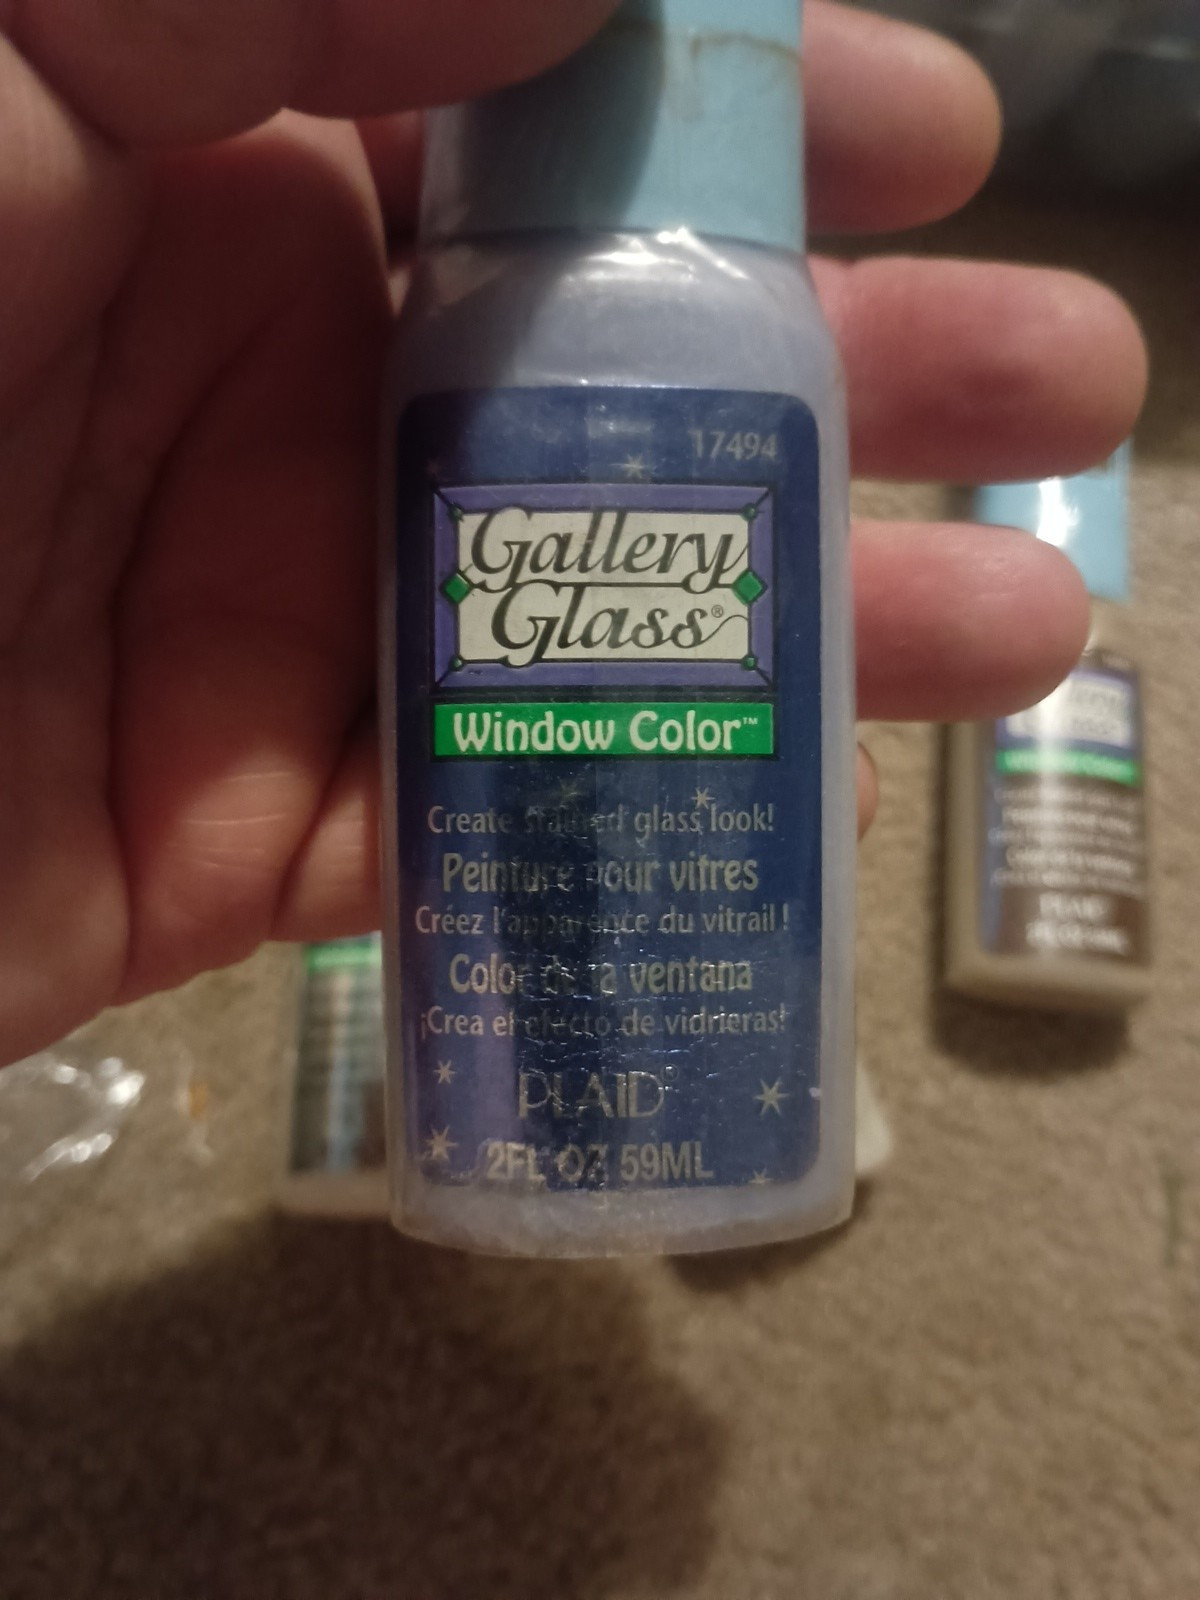 17494
Gallery
Glass®
Window Color™
Create stained glass look!
Peinture pour vitres
Créez l'apparence du vitrail !
Color de la ventana
¡Crea el efecto de vidrieras!
PLAID®
2FL OZ 59ML